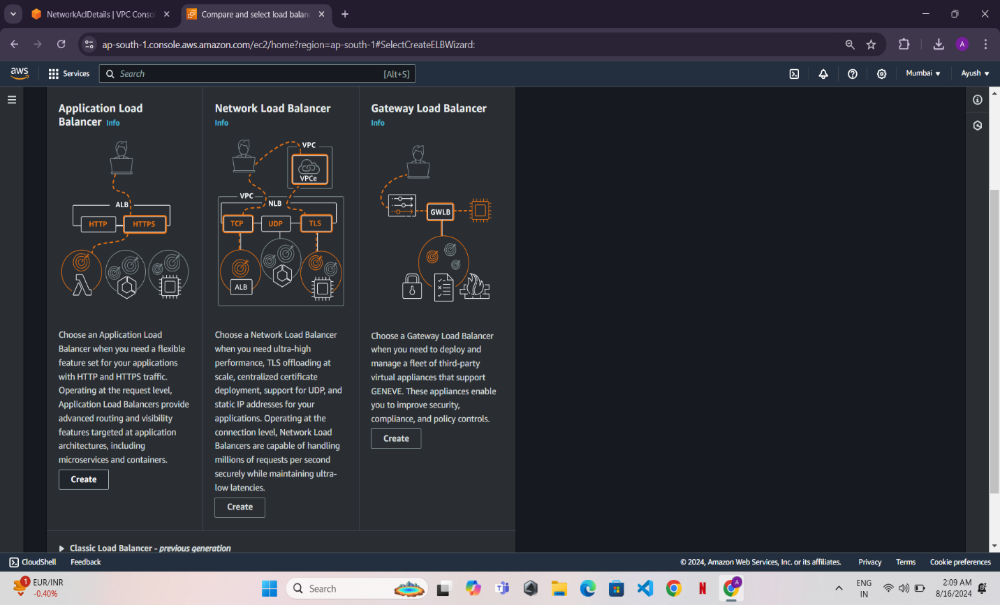 NetworkAclDetails | VPC Conso
Compare and select load balanc
ap-south-1.console.aws.amazon.com/ec2/home?region=ap-south-1#SelectCreateELBWizard:
A
aws
Services
Search
[Alt+S]
Mumbai
Ayush
Application Load
Balancer Info
VPC
VPCe
ALB
HTTP
HTTPS
Network Load Balancer
Info
VPC
NLB
TCP
UDP
TLS
ALB
Gateway Load Balancer
Info
GWLB
Choose an Application Load
Balancer when you need a flexible
feature set for your applications
with HTTP and HTTPS traffic.
Operating at the request level,
Application Load Balancers provide
advanced routing and visibility
features targeted at application
architectures, including
microservices and containers.
Create
Choose a Network Load Balancer
when you need ultra-high
performance, TLS offloading at
scale, centralized certificate
deployment, support for UDP, and
static IP addresses for your
applications. Operating at the
connection level, Network Load
Balancers are capable of handling
millions of requests per second
securely while maintaining ultra-
low latencies.
Create
Choose a Gateway Load Balancer
when you need to deploy and
manage a fleet of third-party
virtual appliances that support
GENEVE. These appliances enable
you to improve security,
compliance, and policy controls.
Create
Classic Load Balancer - previous generation
CloudShell
Feedback
© 2024, Amazon Web Services, Inc. or its affiliates.
Privacy
Terms
Cookie preferences
1
EUR/INR
-0.40%
Search
A
ENG
IN
2:09 AM
8/16/2024